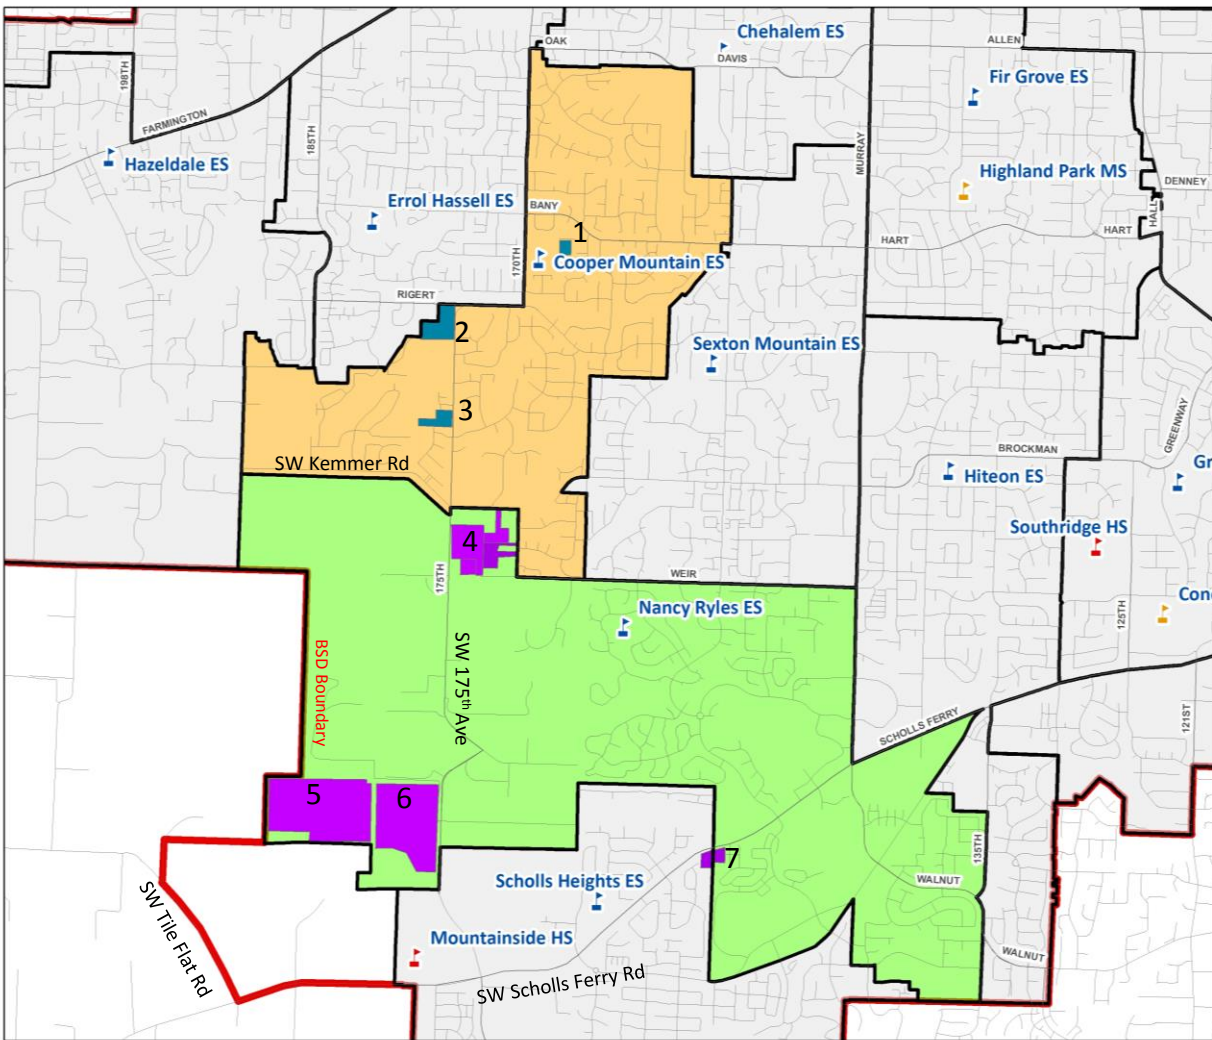 OAK
Chehalem ES
DAVIS
ALLEN
198TH
Fir Grove ES
FARMINGTON
185TH
MURRAY
Hazeldale ES
Highland Park MS
DENNEY
Errol Hassell ES
BANY
HALL
1
HART
HART
170TH
Cooper Mountain ES
RIGERT
2
Sexton Mountain ES
3
GREENWAY
BROCKMAN
SW Kemmer Rd
Hiteon ES
Gr
Southridge HS
4
175TH
WEIR
Nancy Ryles ES
125TH
Con
BSD Boundary
SW 175th Ave
SCHOLLS FERRY
121ST
5
6
135TH
7
WALNUT
Scholls Heights ES
SW Tile Flat Rd
Mountainside HS
WALNUT
SW Scholls Ferry Rd